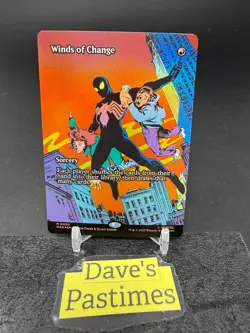 Winds of Change
Sorcery
Each player shuffles the cards from their
hand into their library, then draws that
many cards.
Dave's
Pastimes